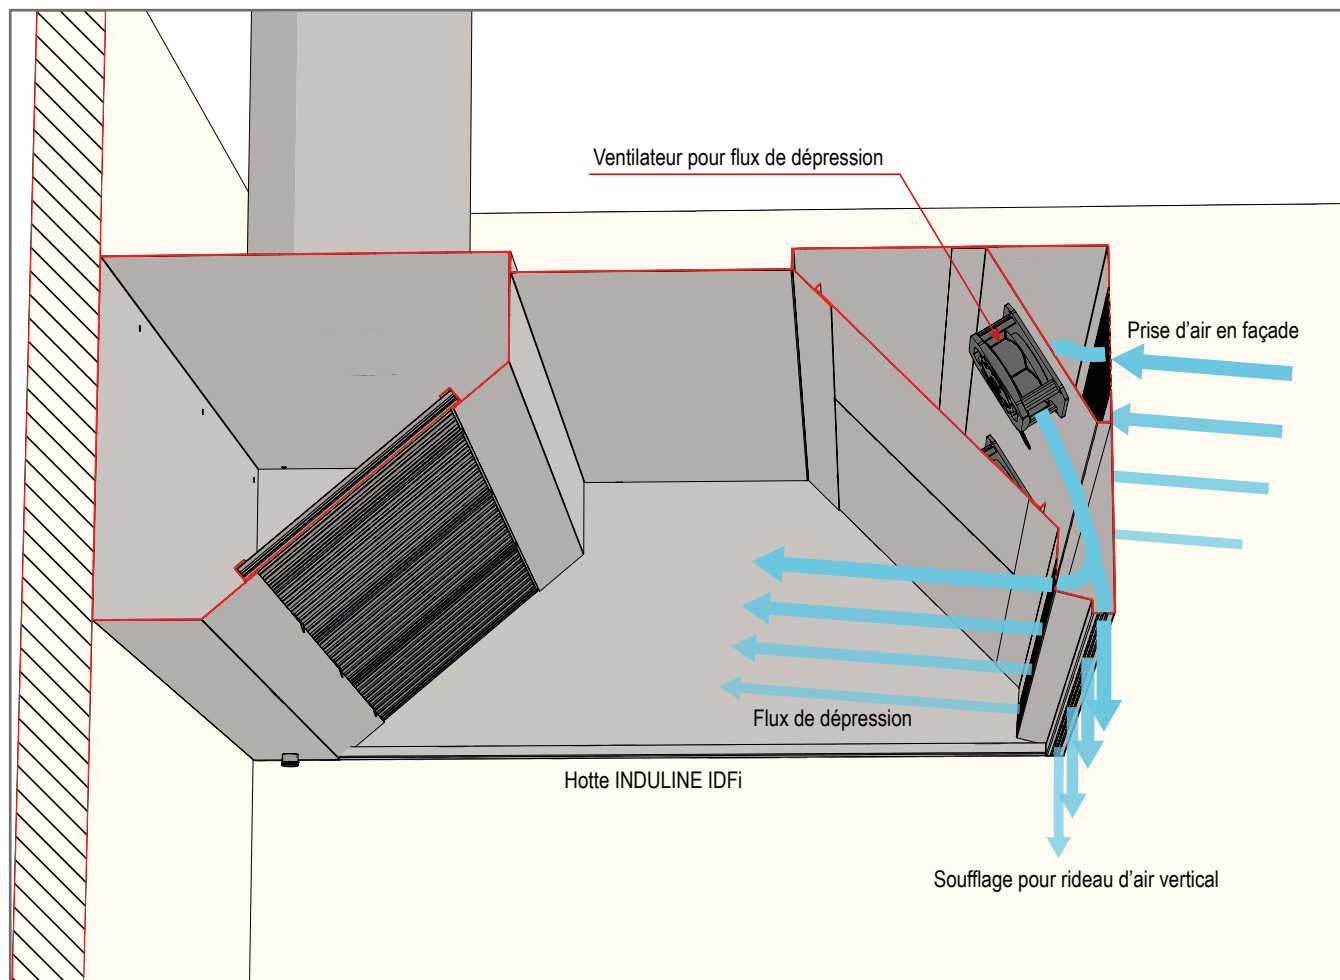 Ventilateur pour flux de dépression
Prise d’air en façade
Flux de dépression
Hotte INDULINE IDFi
Soufflage pour rideau d’air vertical